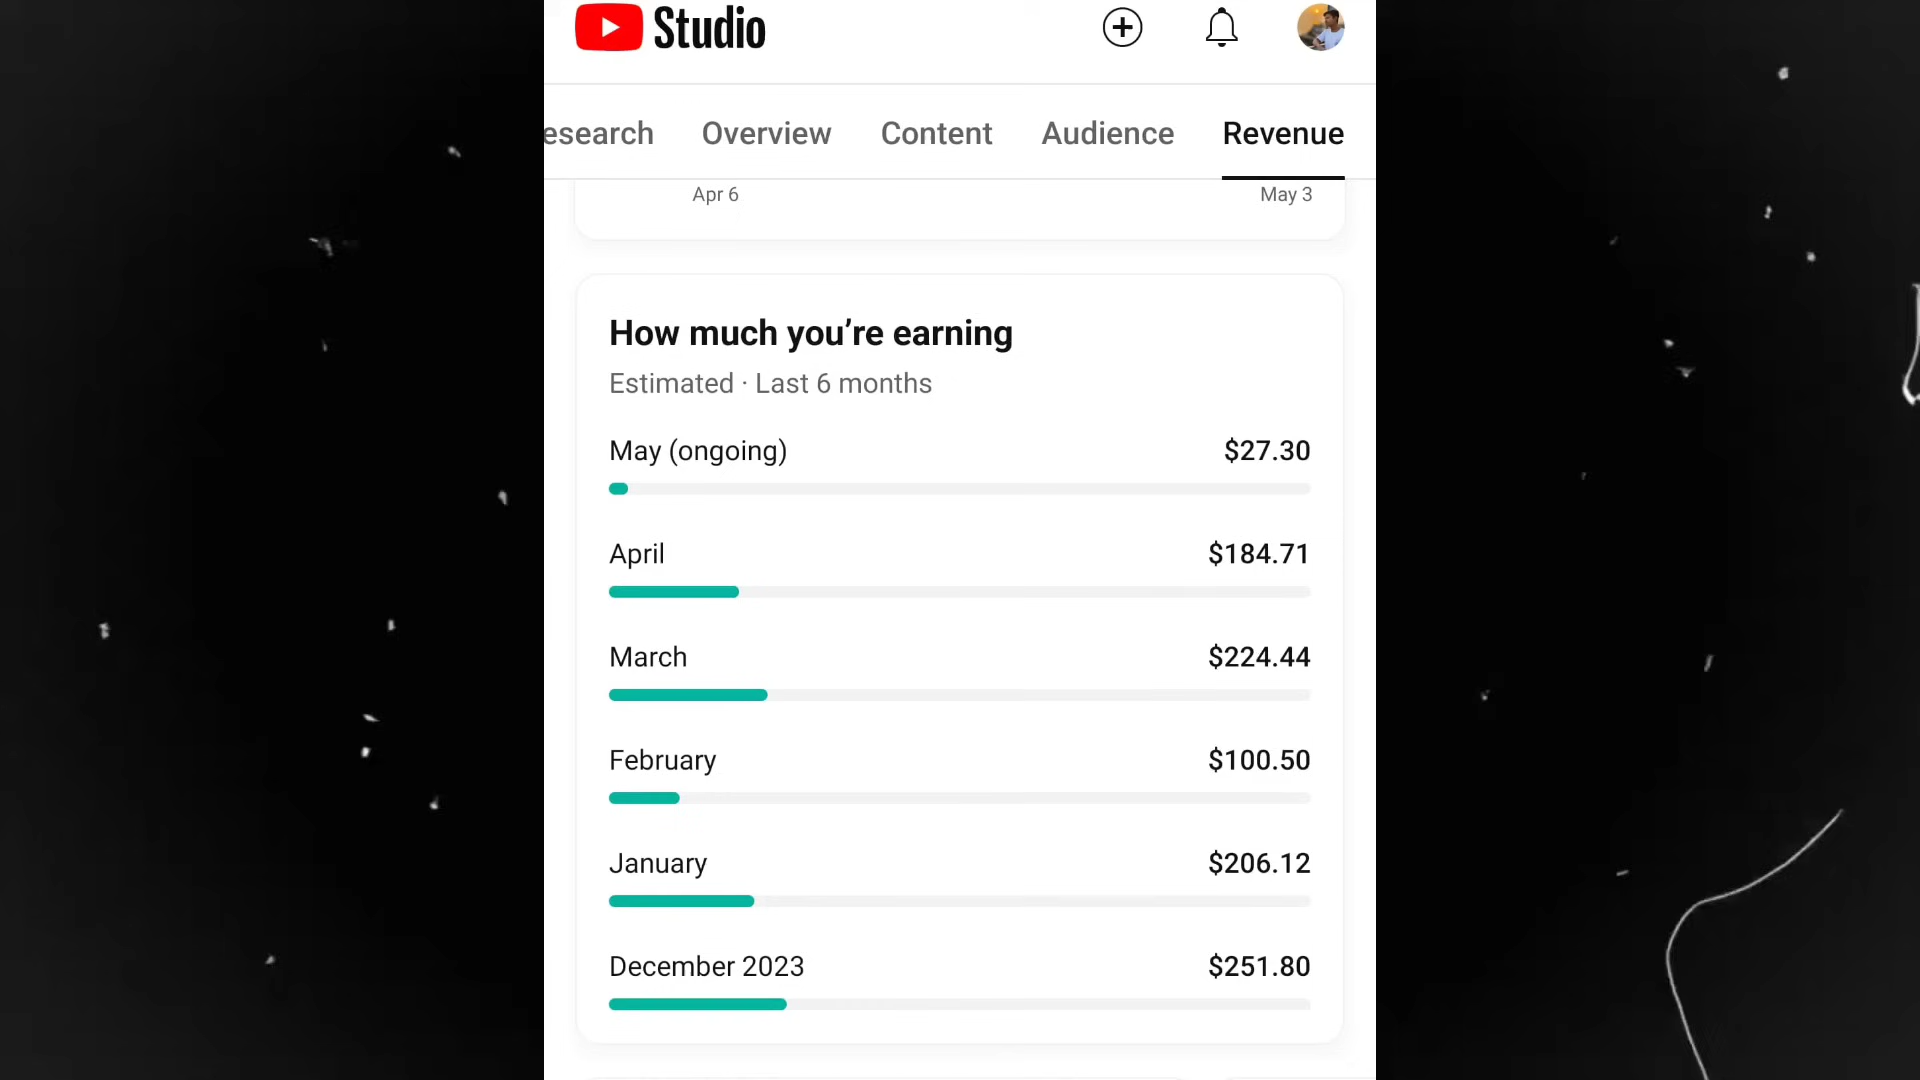 Studio
esearch Overview Content Audience Revenue
Apr 6 May 3
How much you’re earning
Estimated · Last 6 months
May (ongoing) $27.30
April $184.71
March $224.44
February $100.50
January $206.12
December 2023 $251.80